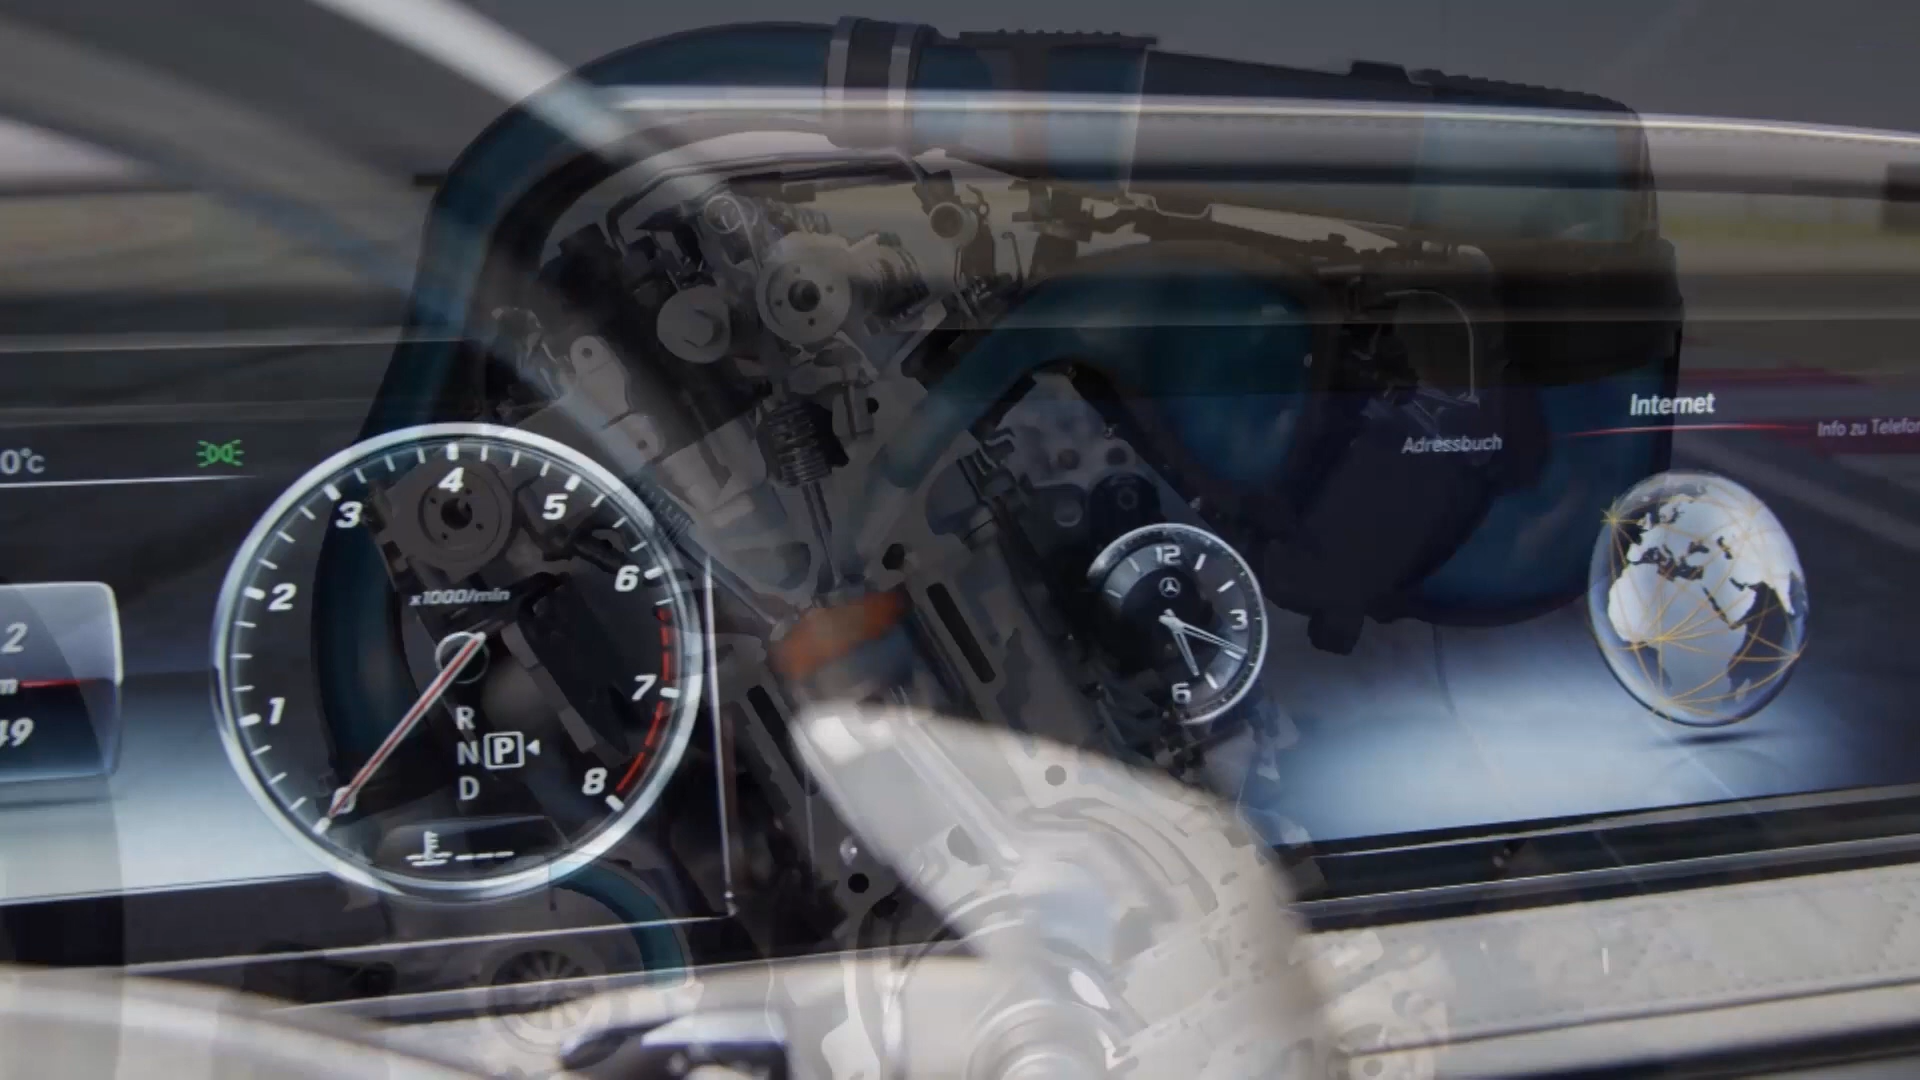 0°C
2
m
49
1
2
3
4
5
6
7
8
x1000/min
R
N P
D
12
3
6
Adressbuch
Internet
Info zu Telefon